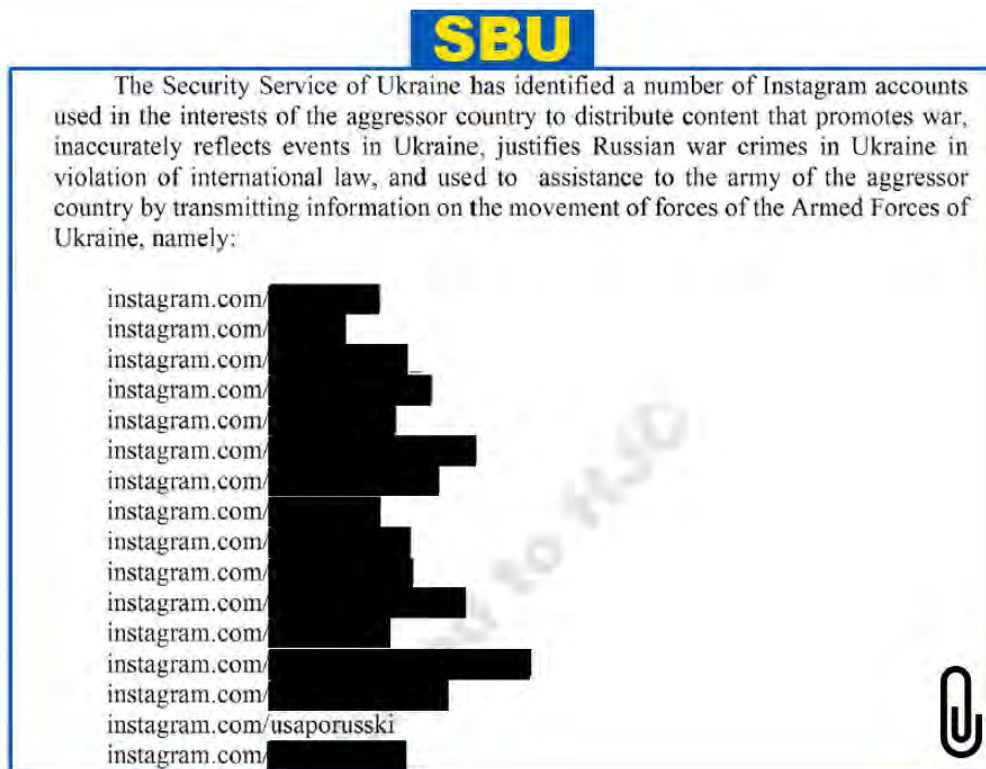 SBU
The Security Service of Ukraine has identified a number of Instagram accounts
used in the interests of the aggressor country to distribute content that promotes war,
inaccurately reflects events in Ukraine, justifies Russian war crimes in Ukraine in
violation of international law, and used to assistance to the army of the aggressor
country by transmitting information on the movement of forces of the Armed Forces of
Ukraine, namely:
instagram.com/
instagram.com/
instagram.com/
instagram.com/
instagram.com/
instagram.com/
instagram.com/
instagram.com/
instagram.com/
instagram.com/
instagram.com/
instagram.com/
instagram.com/
instagram.com/
instagram.com/usaporusski
instagram.com/
to HJC